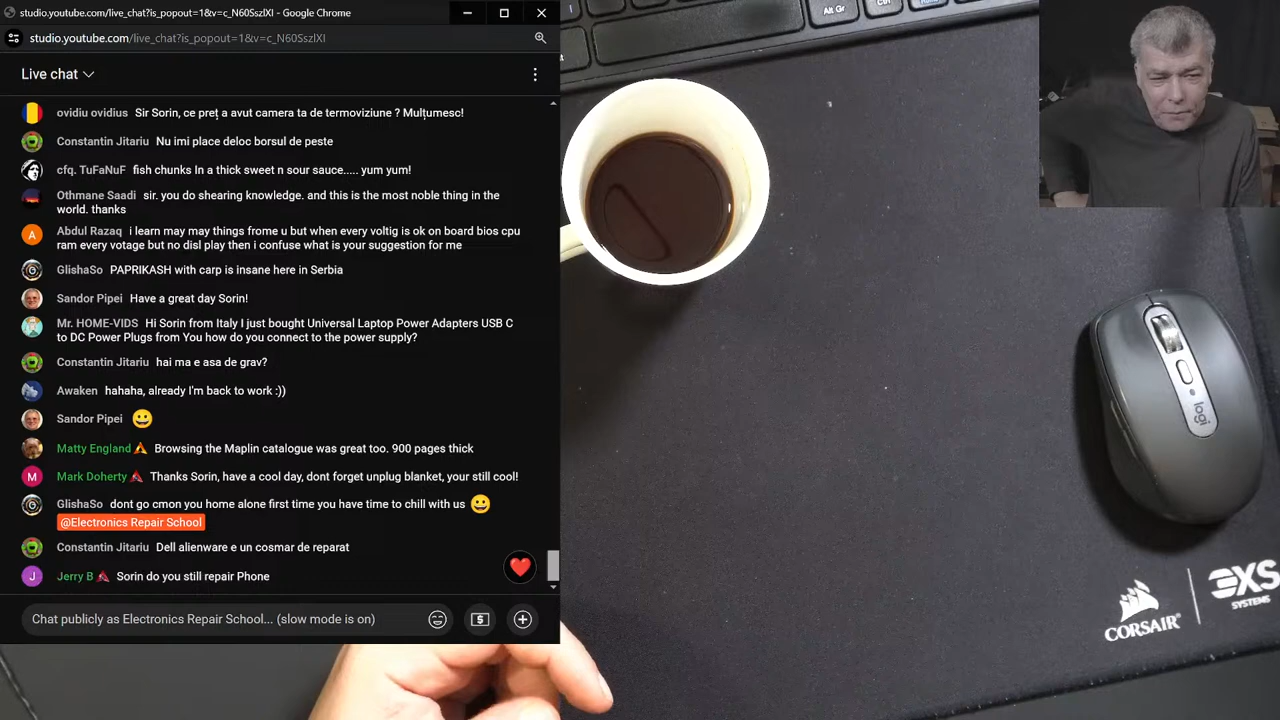 studio.youtube.com/live_chat?is_popout=1&v=c_N60SszlXI - Google Chrome
studio.youtube.com/live_chat?is_popout=1&v=c_N60SszlXI
Live chat
ovidiu ovidius Sir Sorin, ce preț a avut camera ta de termoviziune ? Mulțumesc!
Constantin Jitariu Nu imi place deloc borsul de peste
cfq. TuFaNuF fish chunks In a thick sweet n sour sauce..... yum yum!
Othmane Saadi sir. you do shearing knowledge. and this is the most noble thing in the
world. thanks
Abdul Razaq i learn may may things frome u but when every voltig is ok on board bios cpu
ram every votage but no disl play then i confuse what is your suggestion for me
GlishaSo PAPRIKASH with carp is insane here in Serbia
Sandor Pipei Have a great day Sorin!
Mr. HOME-VIDS Hi Sorin from Italy I just bought Universal Laptop Power Adapters USB C
to DC Power Plugs from You how do you connect to the power supply?
Constantin Jitariu hai ma e asa de grav?
Awaken hahaha, already I'm back to work :))
Sandor Pipei 😀
Matty England Browsing the Maplin catalogue was great too. 900 pages thick
Mark Doherty Thanks Sorin, have a cool day, dont forget unplug blanket, your still cool!
GlishaSo dont go cmon you home alone first time you have time to chill with us 😀
@Electronics Repair School
Constantin Jitariu Dell alienware e un cosmar de reparat
Jerry B Sorin do you still repair Phone
Chat publicly as Electronics Repair School... (slow mode is on)
Alt Gr
Ctrl
logi
CORSAIR
3XS
SYSTEMS